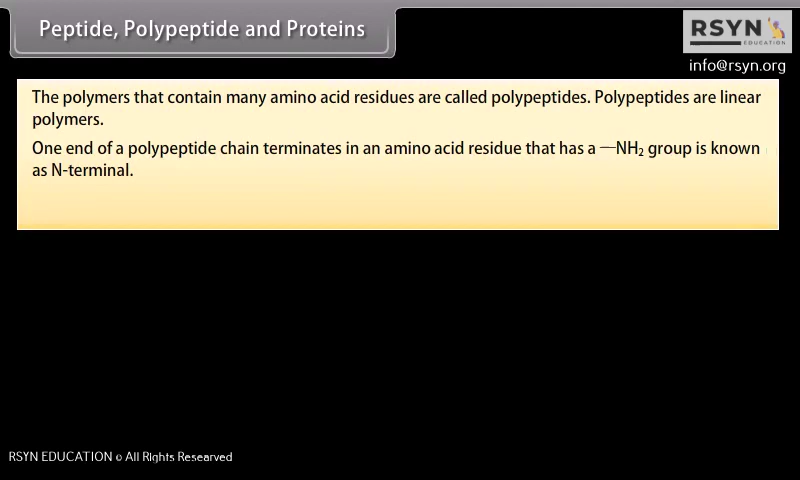 Peptide, Polypeptide and Proteins
RSYN
EDUCATION
info@rsyn.org
The polymers that contain many amino acid residues are called polypeptides. Polypeptides are linear
polymers.
One end of a polypeptide chain terminates in an amino acid residue that has a —NH₂ group is known
as N-terminal.
RSYN EDUCATION © All Rights Researved